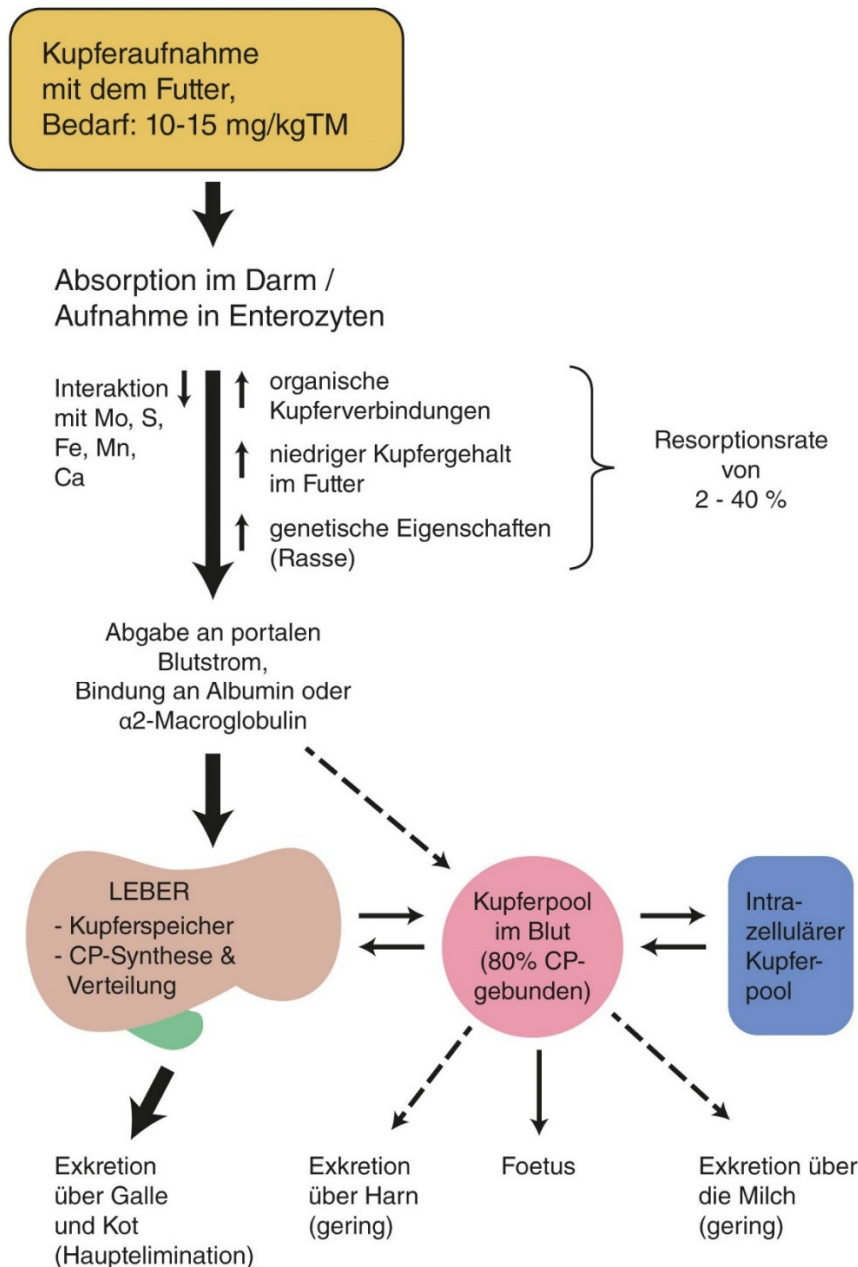 Kupferaufnahme
mit dem Futter,
Bedarf: 10-15 mg/kgTM
Absorption im Darm /
Aufnahme in Enterozyten
Interaktion
mit Mo, S,
Fe, Mn,
Ca
organische
Kupferverbindungen
niedriger Kupfergehalt
im Futter
genetische Eigenschaften
(Rasse)
Resorptionsrate
von
2 - 40 %
Abgabe an portalen
Blutstrom,
Bindung an Albumin oder
α2-Macroglobulin
LEBER
- Kupferspeicher
- CP-Synthese &
Verteilung
Kupferpool
im Blut
(80% CP-
gebunden)
Intra-
zellulärer
Kupfer-
pool
Exkretion
über Galle
und Kot
(Hauptelimination)
Exkretion
über Harn
(gering)
Foetus
Exkretion über
die Milch
(gering)